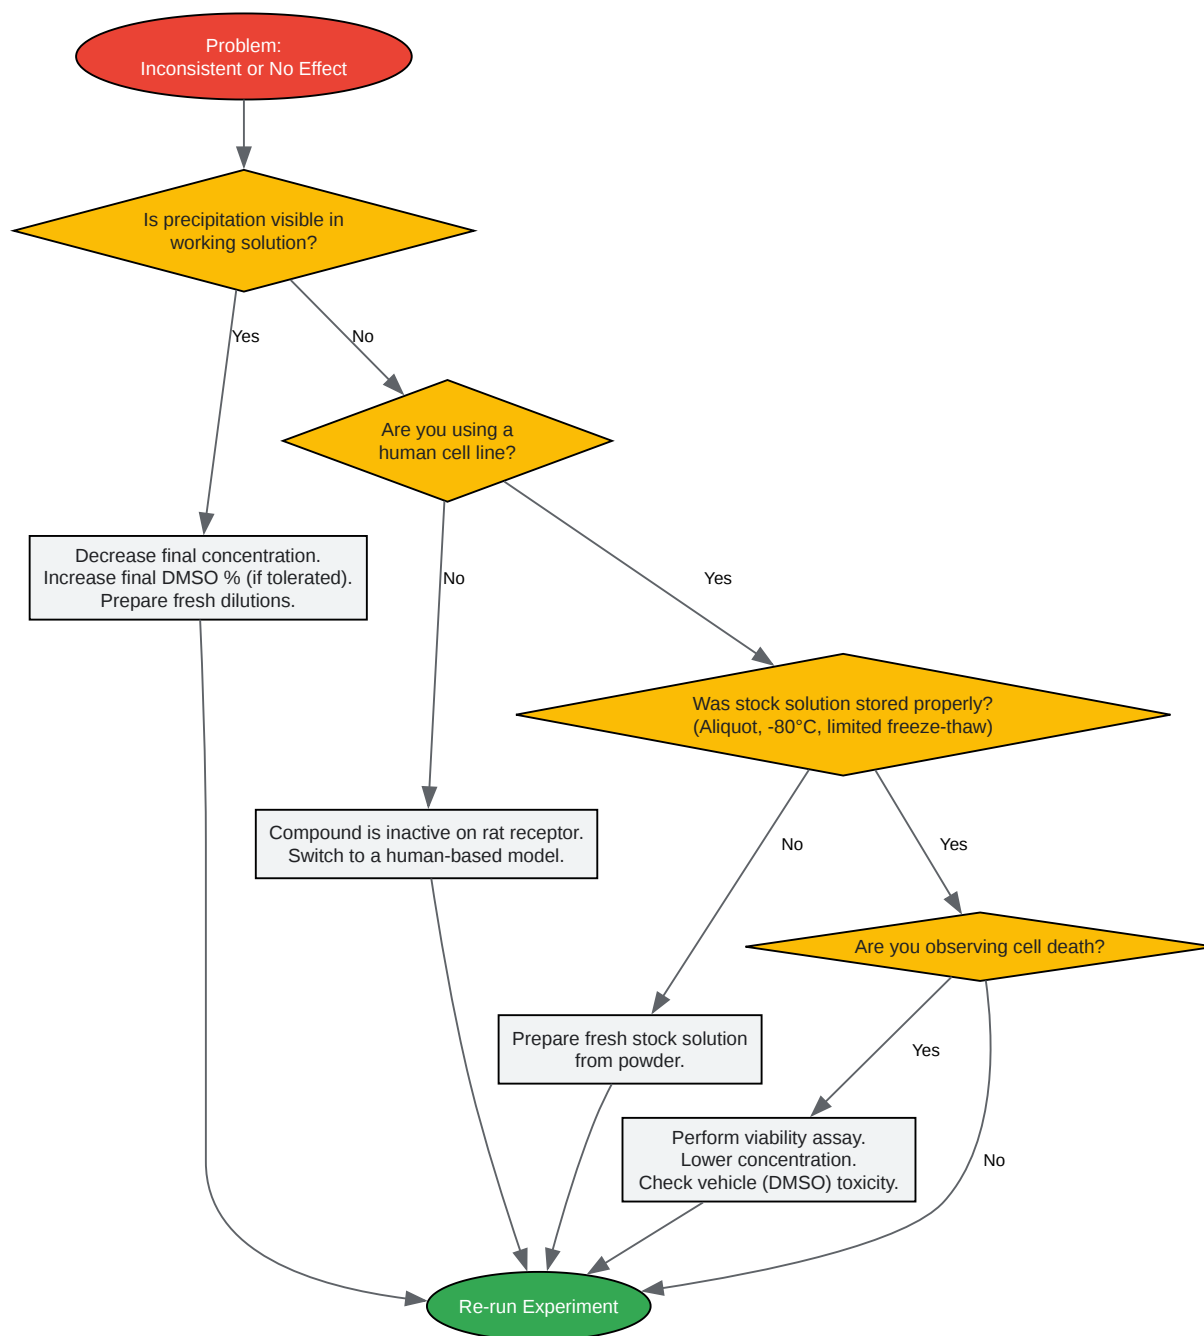 Problem:
Inconsistent or No Effect
Is precipitation visible in
working solution?
Yes
No
Are you using a
human cell line?
Decrease final concentration.
Increase final DMSO % (if tolerated).
Prepare fresh dilutions.
No
Yes
Was stock solution stored properly?
(Aliquot, -80°C, limited freeze-thaw)
Compound is inactive on rat receptor.
Switch to a human-based model.
No
Yes
Are you observing cell death?
Prepare fresh stock solution
from powder.
Yes
No
Perform viability assay.
Lower concentration.
Check vehicle (DMSO) toxicity.
Re-run Experiment